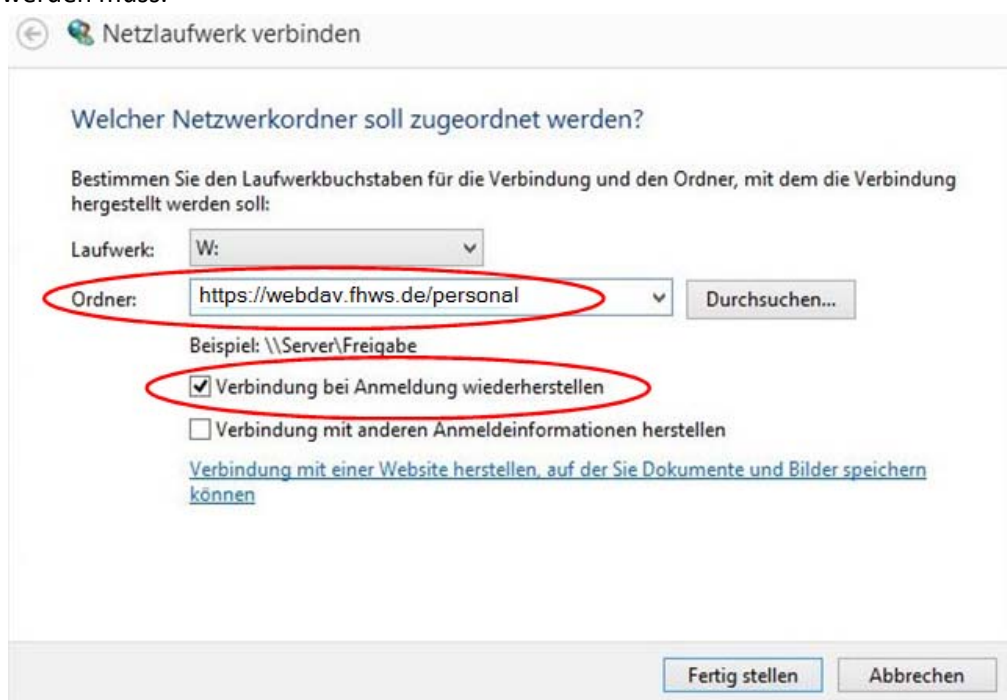 werden muss.
Netzlaufwerk verbinden
Welcher Netzwerkordner soll zugeordnet werden?
Bestimmen Sie den Laufwerkbuchstaben für die Verbindung und den Ordner, mit dem die Verbindung
hergestellt werden soll:
Laufwerk: W:
Ordner: https://webdav.fhws.de/personal Durchsuchen...
Beispiel: \\Server\Freigabe
Verbindung bei Anmeldung wiederherstellen
Verbindung mit anderen Anmeldeinformationen herstellen
Verbindung mit einer Website herstellen, auf der Sie Dokumente und Bilder speichern
können
Fertig stellen Abbrechen